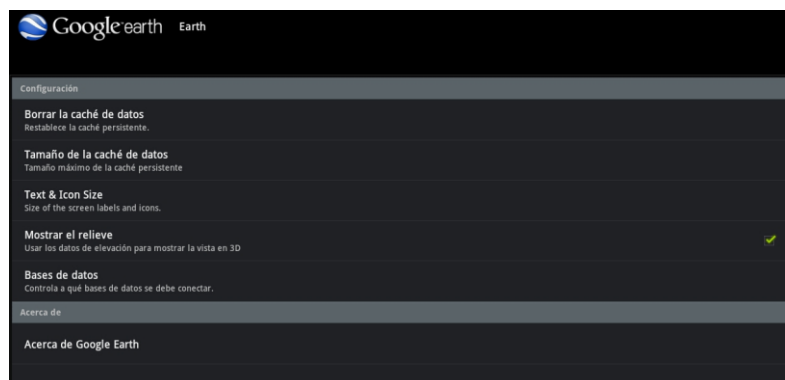 Google earth Earth
Configuración
Borrar la caché de datos
Restablece la caché persistente.
Tamaño de la caché de datos
Tamaño máximo de la caché persistente
Text & Icon Size
Size of the screen labels and icons.
Mostrar el relieve
Usar los datos de elevación para mostrar la vista en 3D
Bases de datos
Controla a qué bases de datos se debe conectar.
Acerca de
Acerca de Google Earth